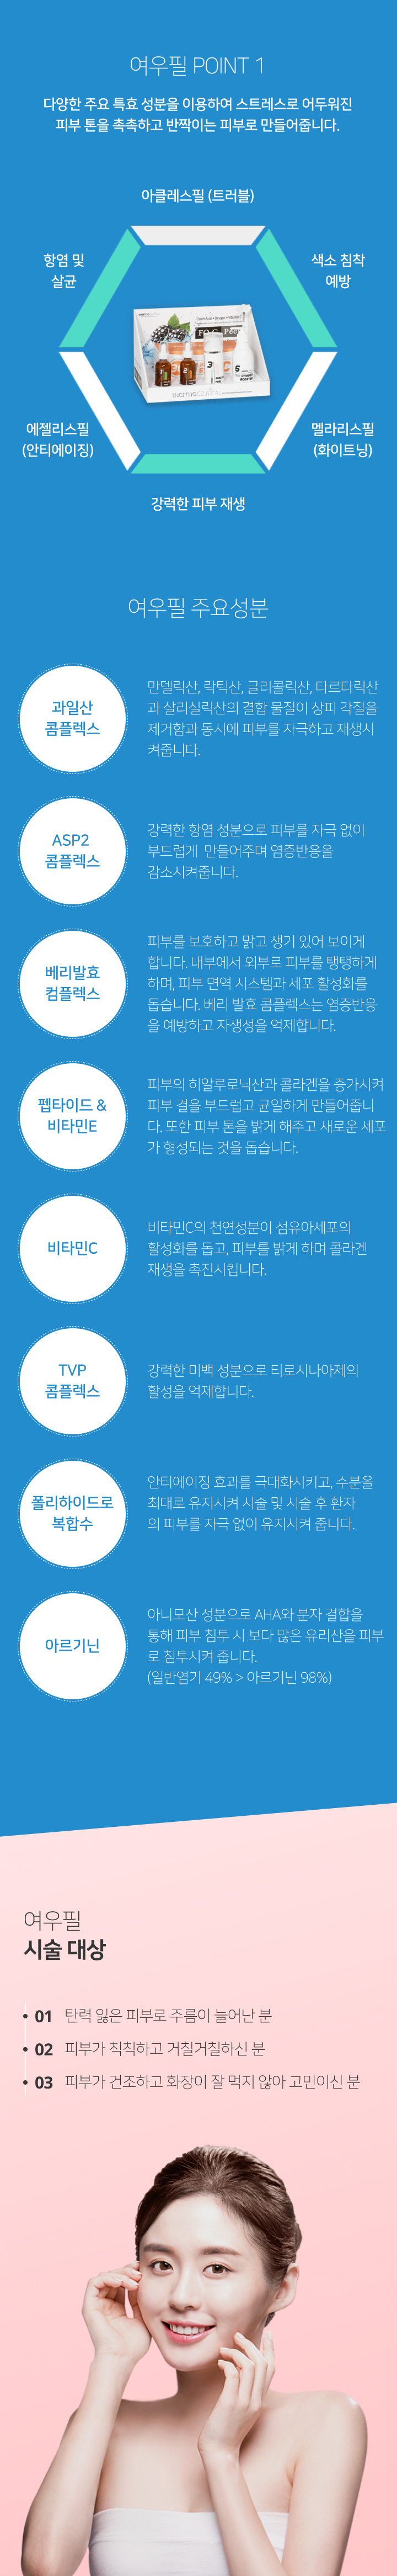 여우필 POINT 1
다양한 주요 특효 성분을 이용하여 스트레스로 어두워진
피부 톤을 촉촉하고 반짝이는 피부로 만들어줍니다.
아클레스필 (트러블)
항염 및
살균
색소 침착
예방
에젤리스필
(안티에이징)
멜라리스필
(화이트닝)
강력한 피부 재생
여우필 주요성분
과일산
콤플렉스
만델릭산, 락틱산, 글리콜릭산, 타르타릭산
과 살리실릭산의 결합 물질이 상피 각질을
제거함과 동시에 피부를 자극하고 재생시
켜줍니다.
ASP2
콤플렉스
강력한 항염 성분으로 피부를 자극 없이
부드럽게 만들어주며 염증반응을
감소시켜줍니다.
베리발효
컴플렉스
피부를 보호하고 맑고 생기 있어 보이게
합니다. 내부에서 외부로 피부를 탱탱하게
하며, 피부 면역 시스템과 세포 활성화를
돕습니다. 베리 발효 콤플렉스는 염증반응
을 예방하고 자생성을 억제합니다.
펩타이드 &
비타민E
피부의 히알루로닉산과 콜라겐을 증가시켜
피부 결을 부드럽고 균일하게 만들어줍니
다. 또한 피부 톤을 밝게 해주고 새로운 세포
가 형성되는 것을 돕습니다.
비타민C
비타민C의 천연성분이 섬유아세포의
활성화를 돕고, 피부를 밝게 하며 콜라겐
재생을 촉진시킵니다.
TVP
콤플렉스
강력한 미백 성분으로 티로시나아제의
활성을 억제합니다.
폴리하이드로
복합수
안티에이징 효과를 극대화시키고, 수분을
최대로 유지시켜 시술 및 시술 후 환자
의 피부를 자극 없이 유지시켜 줍니다.
아르기닌
아니모산 성분으로 AHA와 분자 결합을
통해 피부 침투 시 보다 많은 유리산을 피부
로 침투시켜 줍니다.
(일반염기 49% > 아르기닌 98%)
여우필
시술 대상
01 탄력 잃은 피부로 주름이 늘어난 분
02 피부가 칙칙하고 거칠거칠하신 분
03 피부가 건조하고 화장이 잘 먹지 않아 고민이신 분